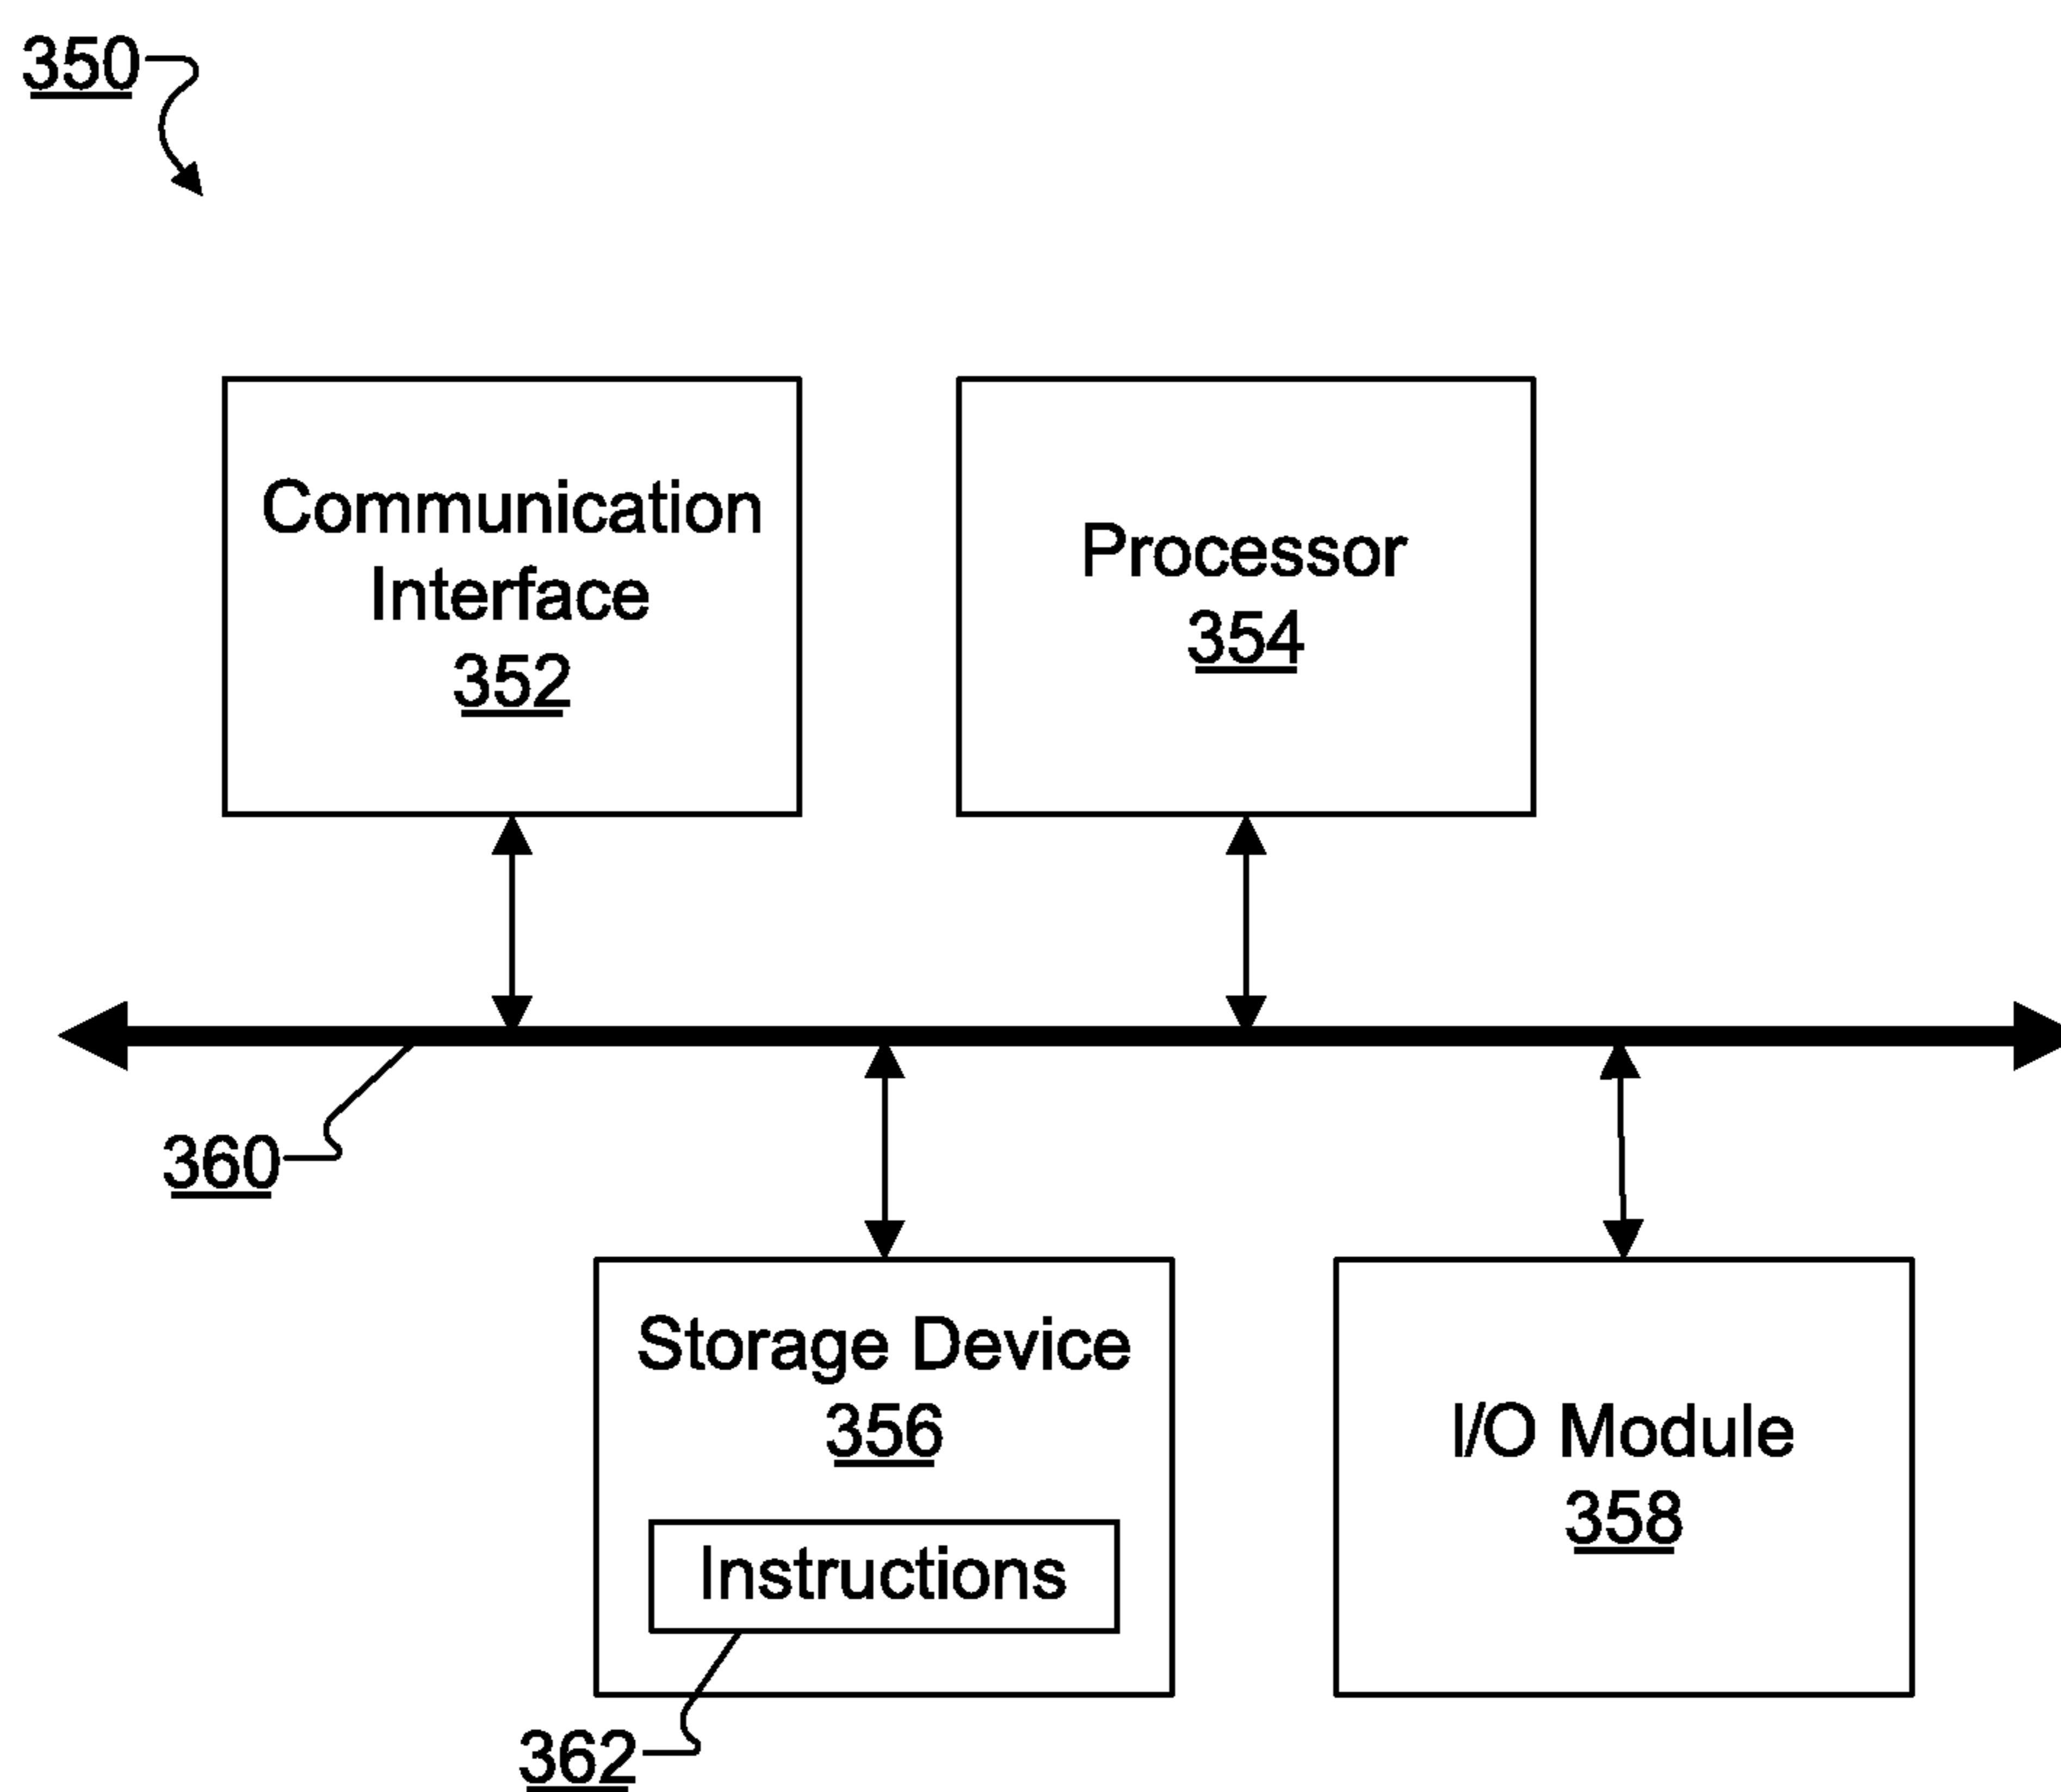 350
Communication
Interface
352
Processor
354
360
Storage Device
356
Instructions
362
I/O Module
358